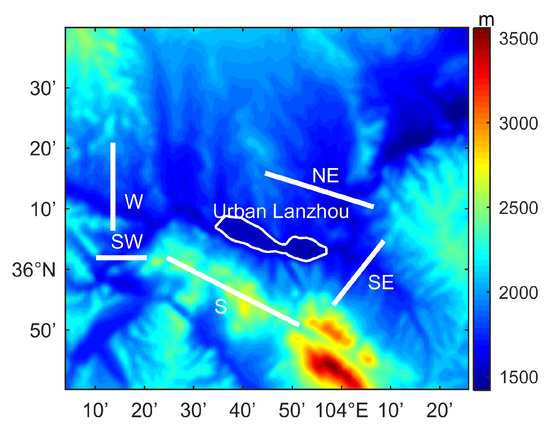 m
3500
30’
3000
20’
NE
W
10’
Urban Lanzhou
2500
SW
36°N
SE
2000
S
50’
1500
10’ 20’ 30’ 40’ 50’ 104°E 10’ 20’